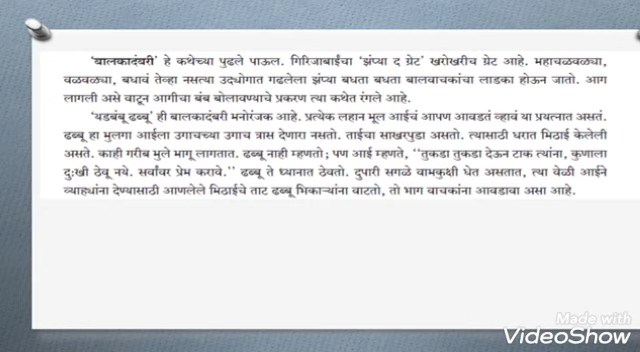 'बालकादंबरी' हे कथेच्या पुढले पाऊल. गिरिजाबाईंचा 'झंप्या द ग्रेट' खरोखरीच ग्रेट आहे. महाचळवळ्या,
वळवळ्या, बधावं तेव्हा नसत्या उद्योगात गढलेला झंप्या बधता बधता बालवाचकांचा लाडका होऊन जातो. आग
लागली असे वाटून आगीचा बंब बोलावण्याचे प्रकरण त्या कथेत रंगले आहे.
'यडबंबू ढब्बू' ही बालकादंबरी मनोरंजक आहे. प्रत्येक लहान मूल आईचं आपण आवडतं व्हावं या प्रयत्नात असतं.
ढब्बू हा मुलगा आईला उगाचच्या उगाच त्रास देणारा नसतो. ताईचा साखरपुडा असतो. त्यासाठी घरात मिठाई केलेली
असते. काही गरीब मुले भागू लागतात. ढब्बू नाही म्हणतो; पण आई म्हणते, "तुकडा तुकडा देऊन टाक त्यांना, कुणाला
दुःखी ठेवू नये. सर्वांवर प्रेम करावे." ढब्बू ते ध्यानात ठेवतो. दुपारी सगळे वामकुक्षी घेत असतात, त्या वेळी आईने
व्याह्यांना देण्यासाठी आणलेले मिठाईचे ताट ढब्बू भिकाऱ्यांना वाटतो, तो भाग वाचकांना आवडावा असा आहे.
Made with
VideoShow